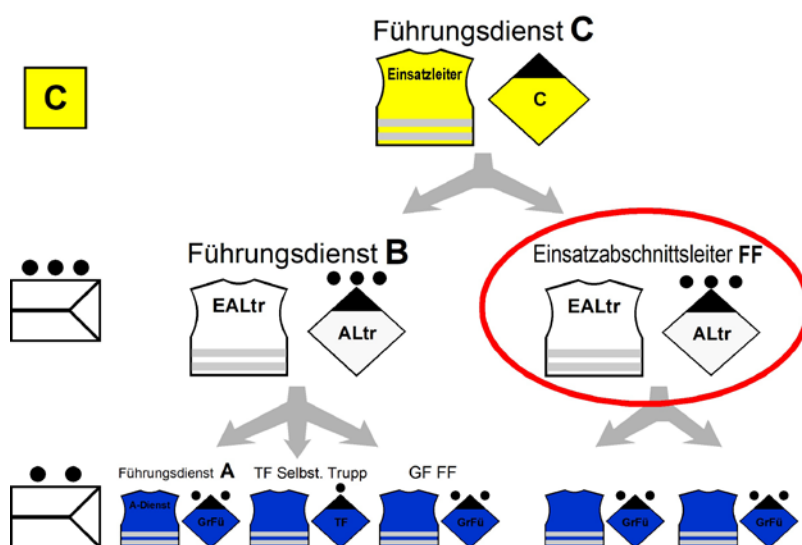 Führungsdienst C
Einsatzleiter
C
C
Führungsdienst B
Einsatzabschnittsleiter FF
EALtr
ALtr
EALtr
ALtr
Führungsdienst A
TF Selbst. Trupp
GF FF
A-Dienst
GrFü
TF
GrFü
GrFü
GrFü